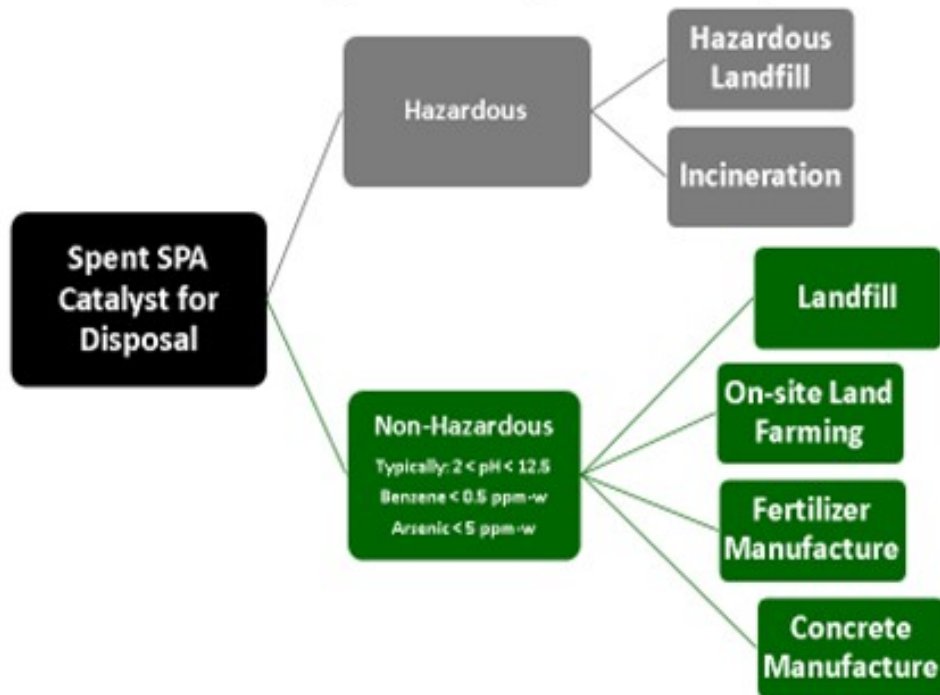 Hazardous
Hazardous
Landfill
Incineration
Spent SPA
Catalyst for
Disposal
Non-Hazardous
Typically: 2 < pH < 12.5
Benzene < 0.5 ppm-w
Arsenic < 5 ppm-w
Landfill
On-site Land
Farming
Fertilizer
Manufacture
Concrete
Manufacture